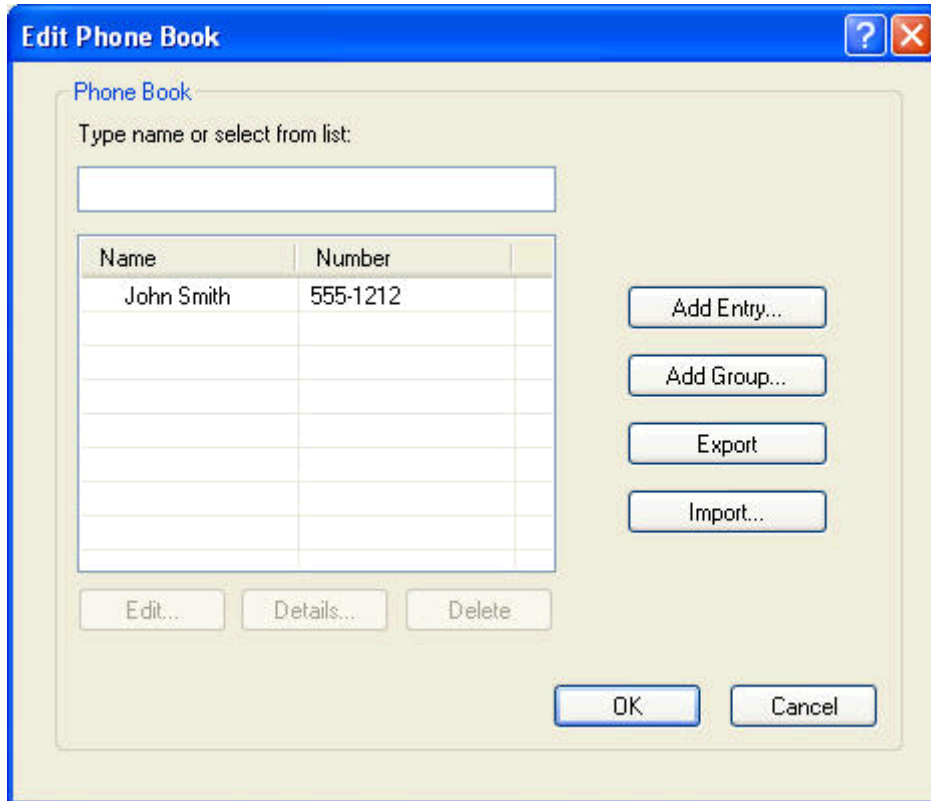 Edit Phone Book
Phone Book
Type name or select from list:
Name Number
John Smith 555-1212
Add Entry...
Add Group...
Export
Import...
Edit... Details... Delete
OK Cancel